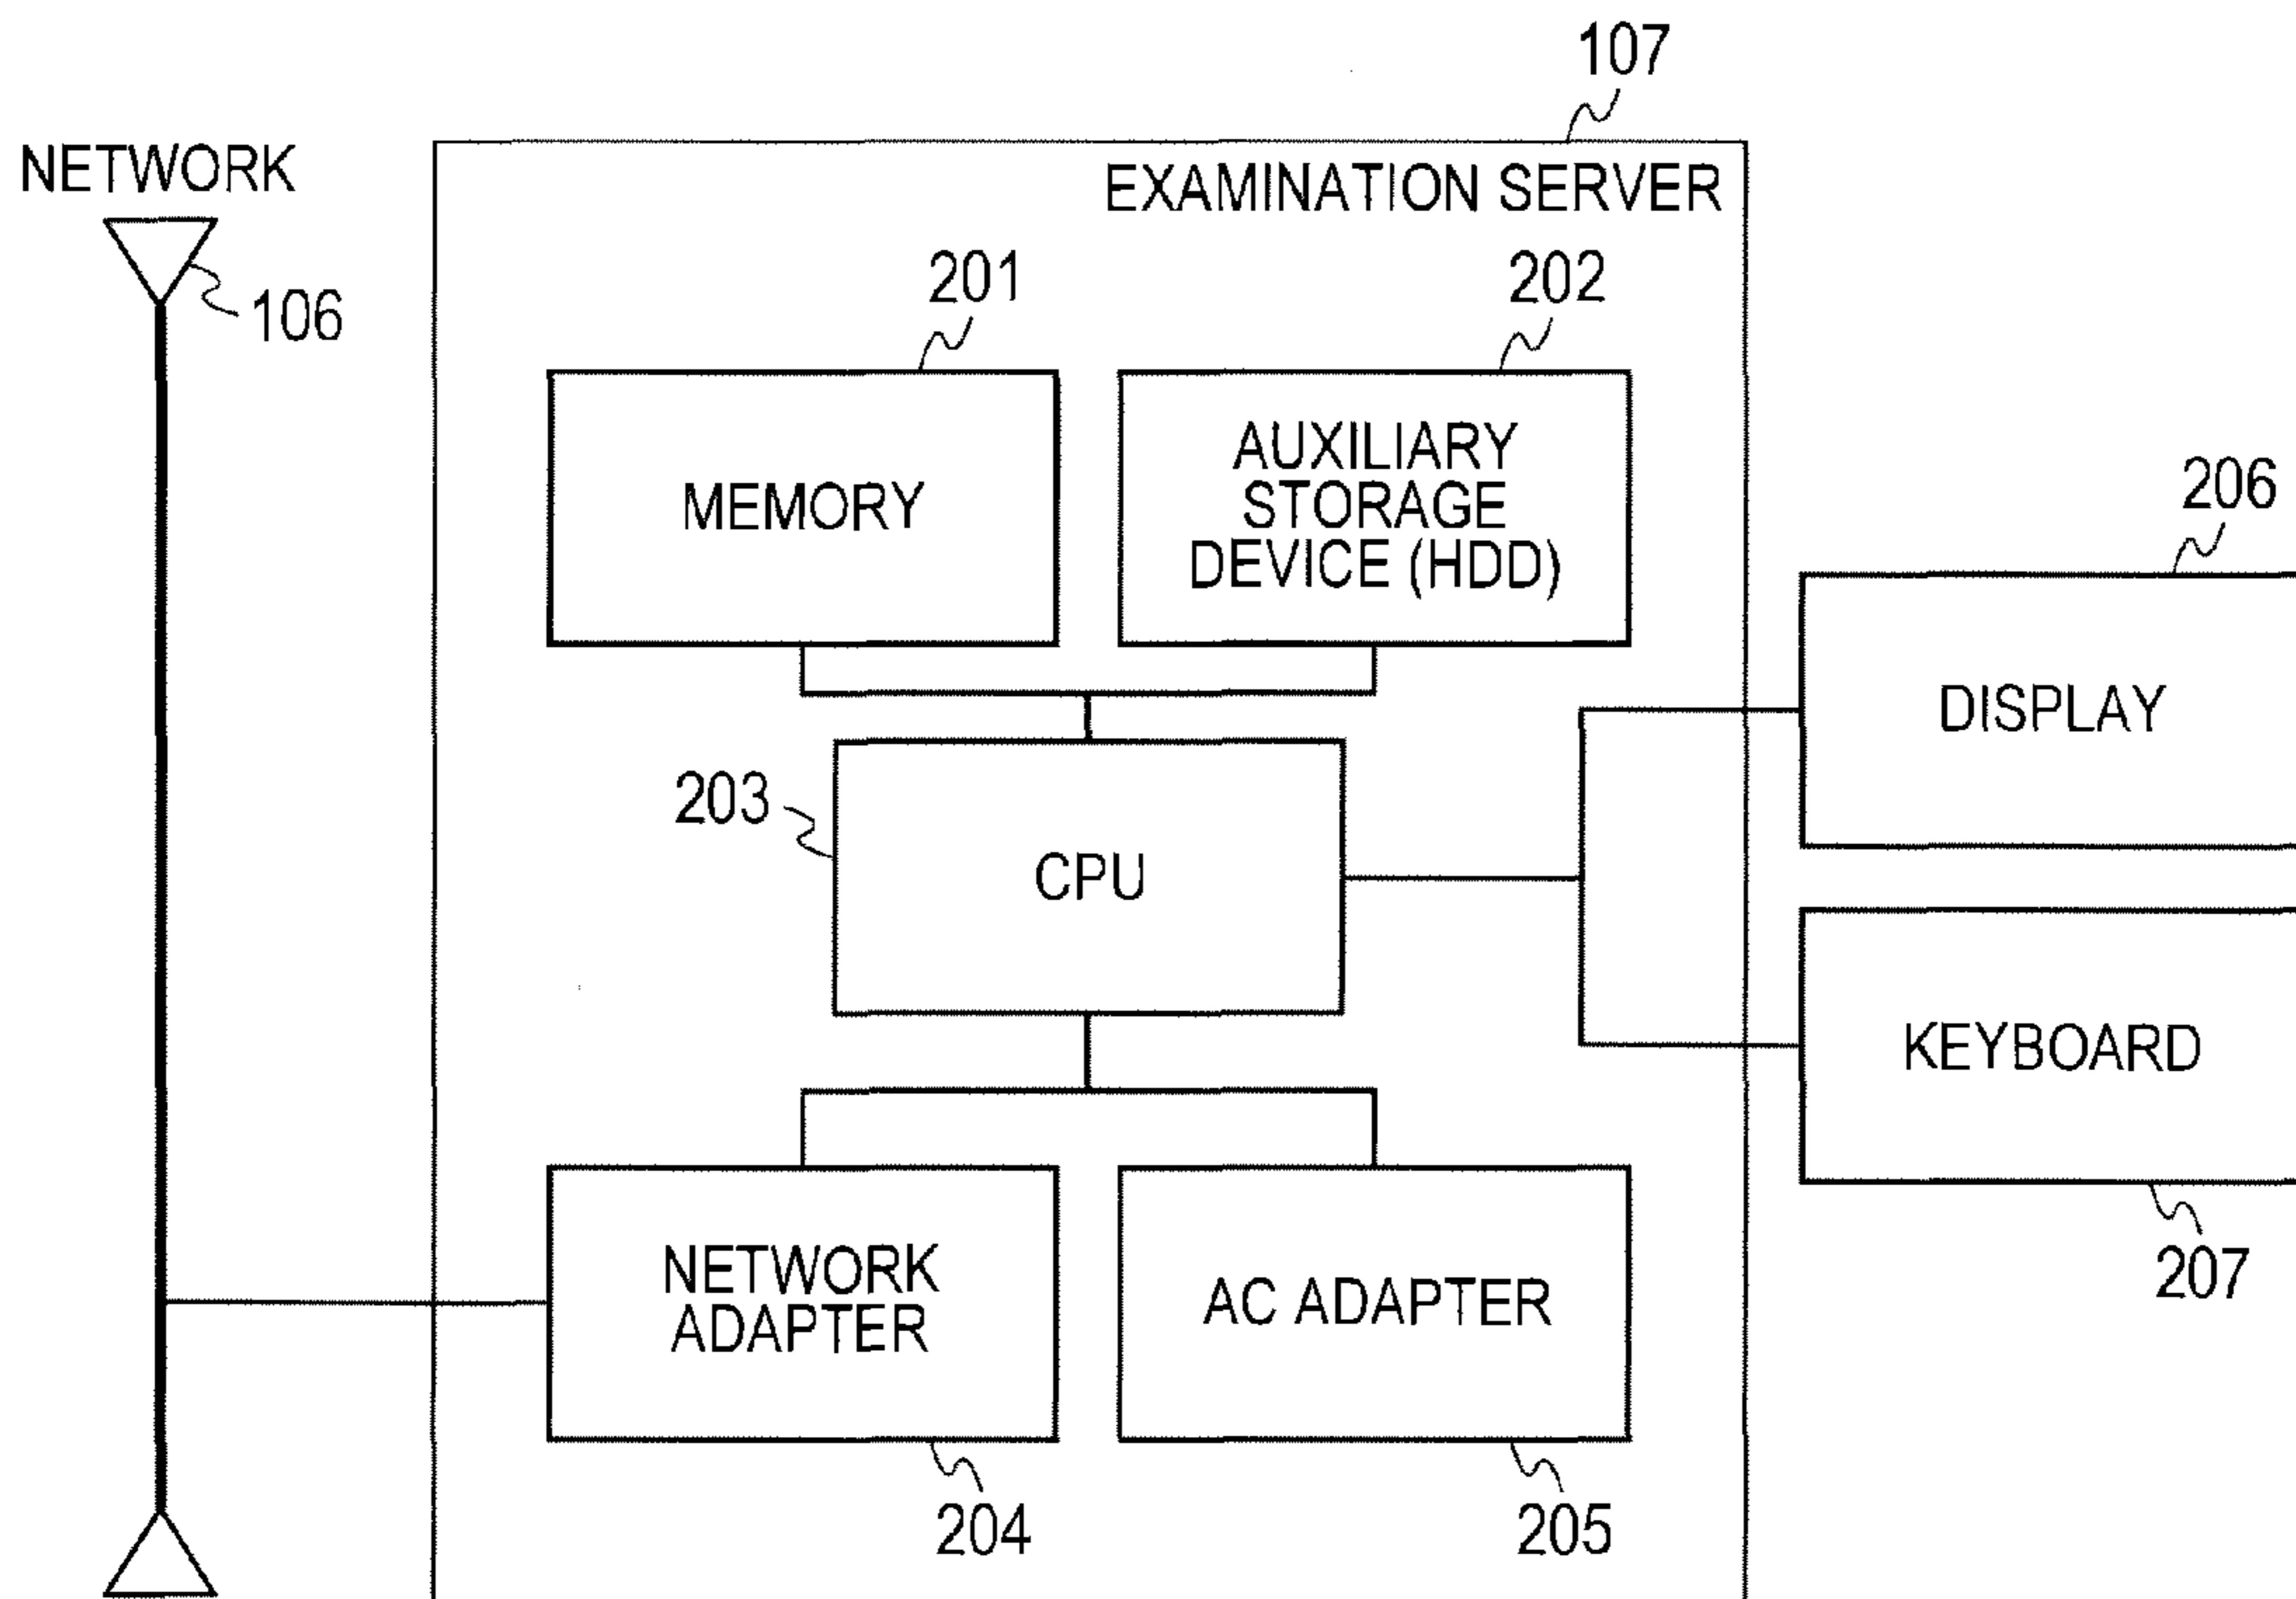 107
NETWORK
EXAMINATION SERVER
106
201
202
MEMORY
AUXILIARY
STORAGE
DEVICE (HDD)
206
DISPLAY
203
CPU
KEYBOARD
207
NETWORK
ADAPTER
AC ADAPTER
204
205